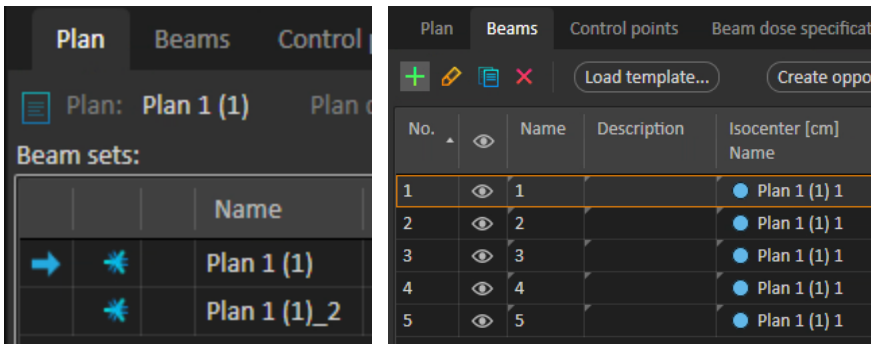 Plan Beams Control
Plan: Plan 1 (1) Plan
Beam sets:
Name
Plan 1 (1)
Plan 1 (1)_2
Plan Beams Control points Beam dose specificat
Load template... Create oppo
No. Name Description Isocenter [cm]
Name
1 1 Plan 1 (1) 1
2 2 Plan 1 (1) 1
3 3 Plan 1 (1) 1
4 4 Plan 1 (1) 1
5 5 Plan 1 (1) 1